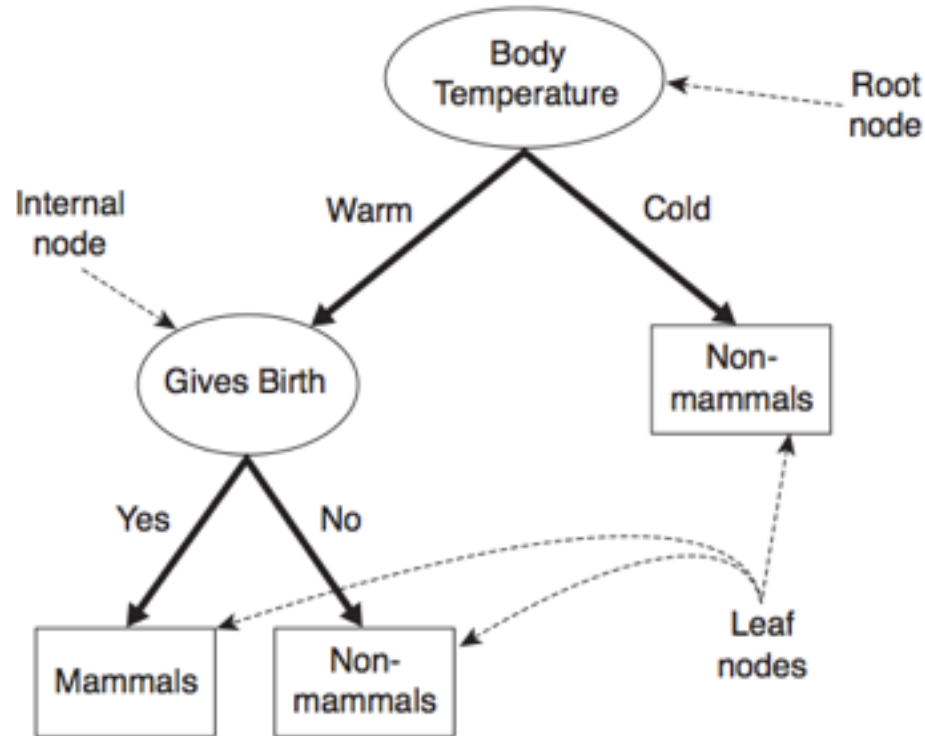 Body
Temperature
Root
node
Internal
node
Warm
Cold
Gives Birth
Non-
mammals
Yes
No
Mammals
Non-
mammals
Leaf
nodes